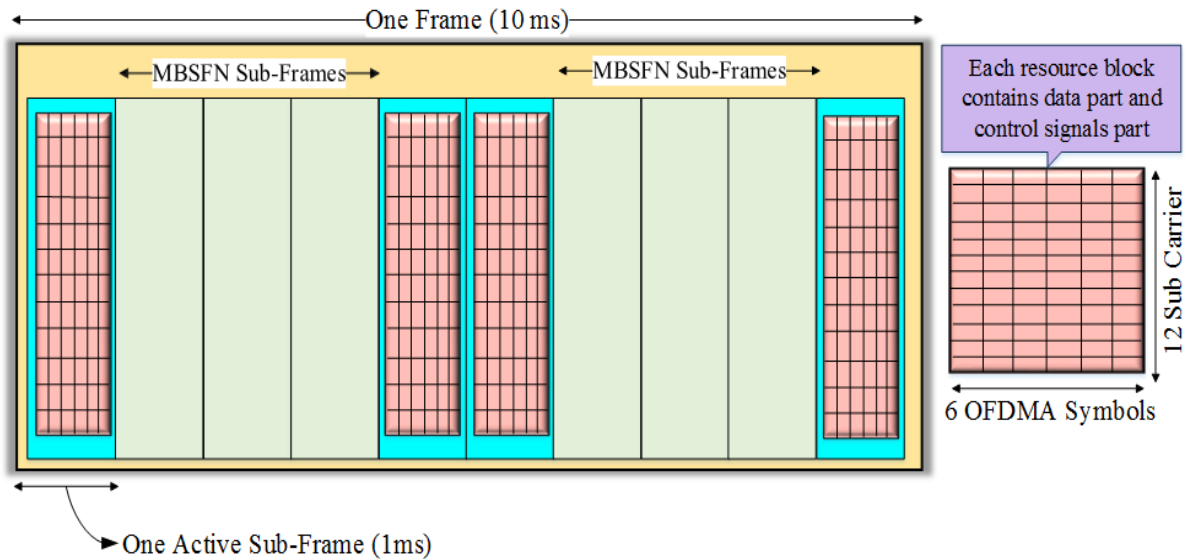 One Frame (10 ms)
MBSFN Sub-Frames
MBSFN Sub-Frames
Each resource block
contains data part and
control signals part
12 Sub Carrier
6 OFDMA Symbols
One Active Sub-Frame (1ms)